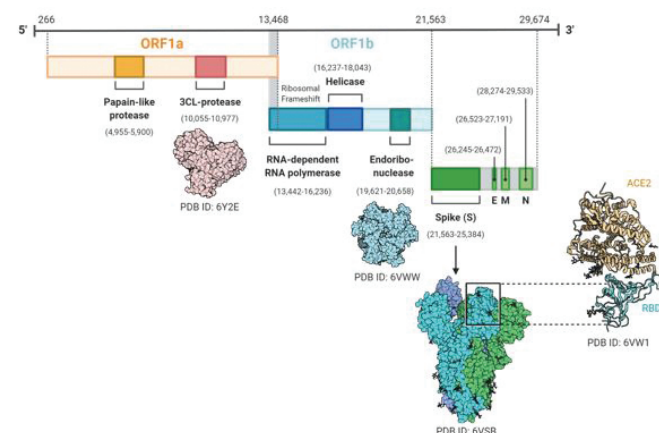 266
13,468
21,563
29,674
5'
3'
ORF1a
ORF1b
(16,237-18,043)
Helicase
Ribosomal
Frameshift
(28,274-29,533)
(26,523-27,191)
(26,245-26,472)
Papain-like
protease
(4,955-5,900)
3CL-protease
(10,055-10,977)
PDB ID: 6Y2E
RNA-dependent
RNA polymerase
(13,442-16,236)
Endoribo-
nuclease
(19,621-20,658)
PDB ID: 6VWW
E M N
Spike (S)
(21,563-25,384)
ACE2
RBD
PDB ID: 6VW1
PDB ID: 6VSB